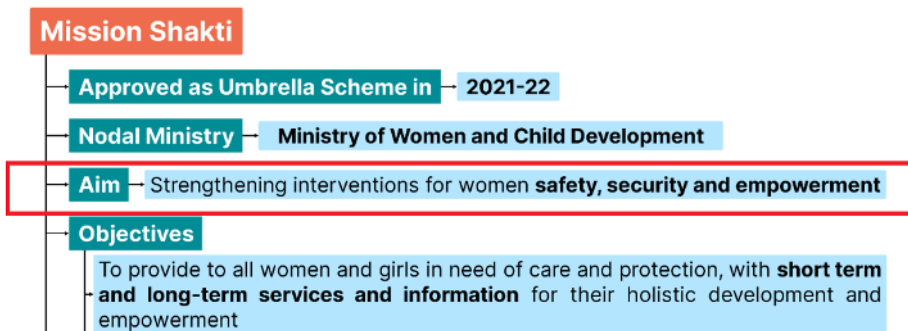 Mission Shakti
Approved as Umbrella Scheme in 2021-22
Nodal Ministry Ministry of Women and Child Development
Aim Strengthening interventions for women safety, security and empowerment
Objectives
To provide to all women and girls in need of care and protection, with short term
and long-term services and information for their holistic development and
empowerment